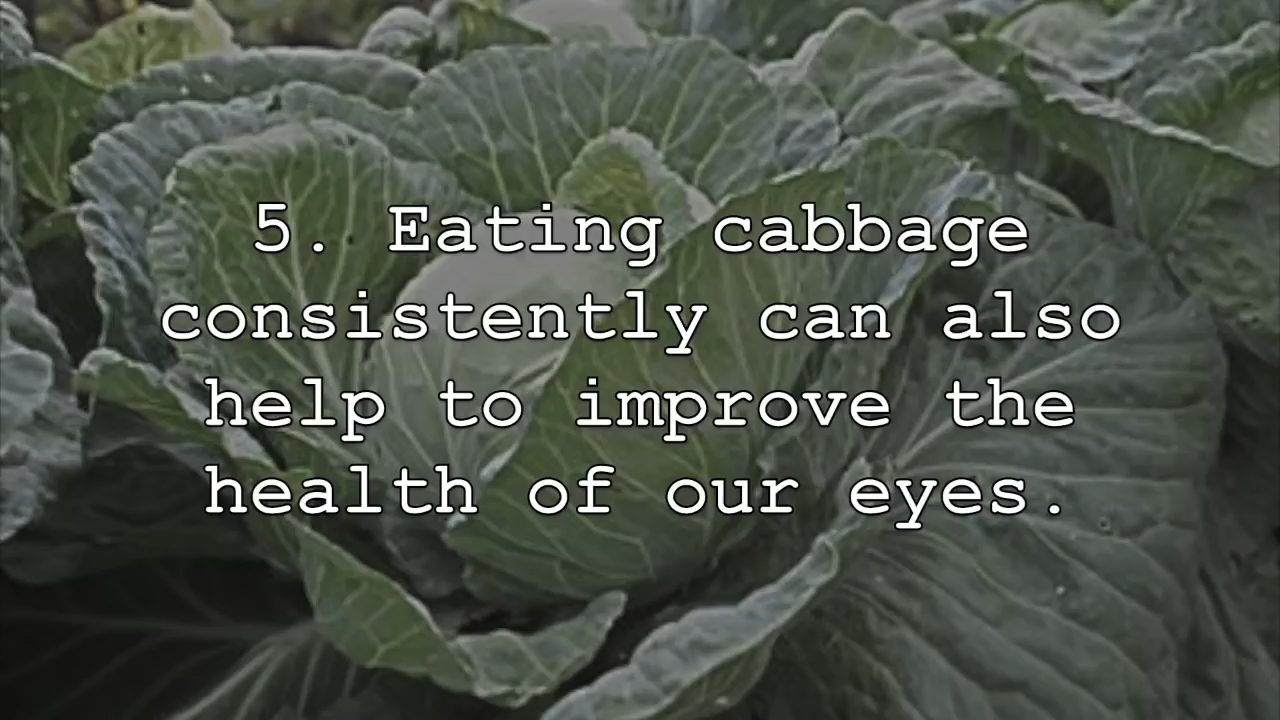 5. Eating cabbage
consistently can also
help to improve the
health of our eyes.